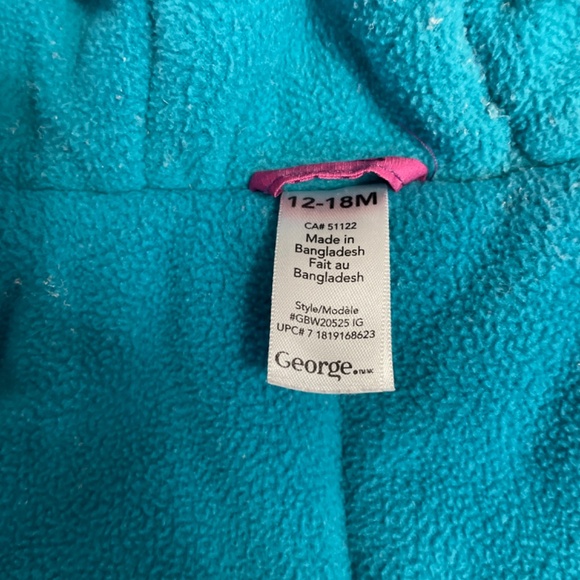 12-18M
CA# 51122
Made in
Bangladesh
Fait au
Bangladesh
Style/Modèle
#GBW20525 IG
UPC# 7 1819168623
George.